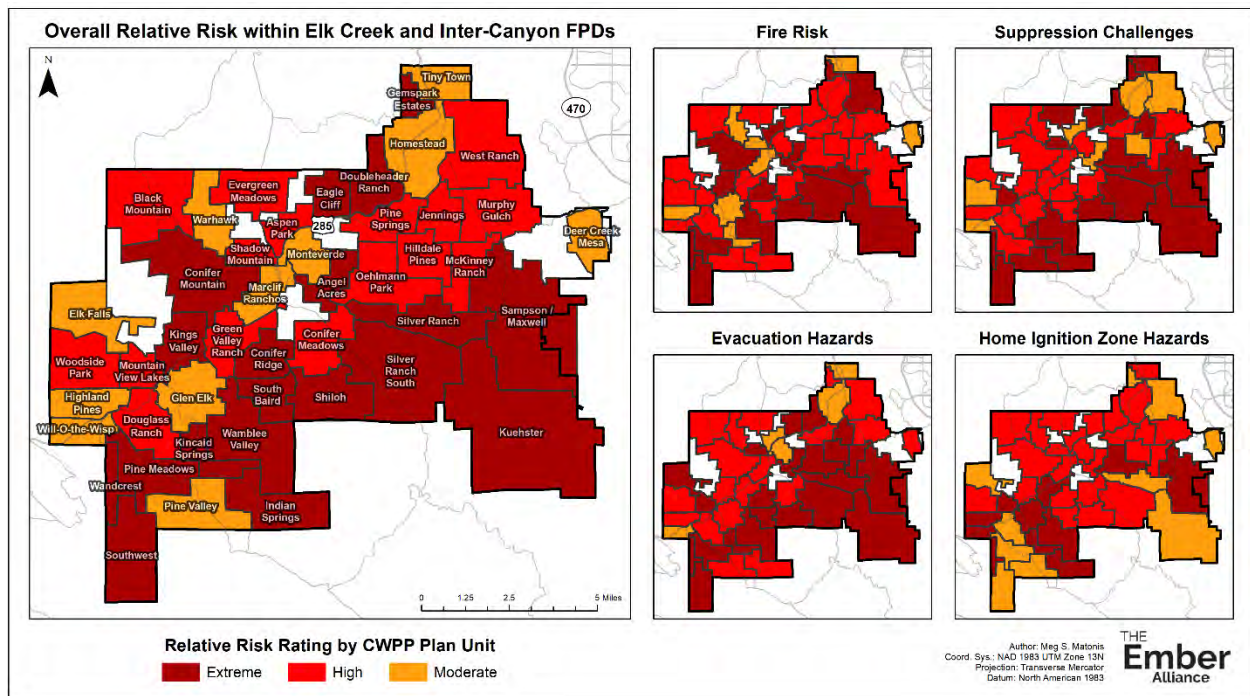 Overall Relative Risk within Elk Creek and Inter-Canyon FPDs
N
Tiny Town
Gemspark
Estates
470
Homestead
West Ranch
Doubleheader
Ranch
Evergreen
Meadows
Eagle
Cliff
Black
Mountain
Warhawk
Aspen
Park
285
Pine
Springs
Jennings
Murphy
Gulch
Deer Creek
Mesa
Shadow
Mountain
Monteverde
Hilldale
Pines
McKinney
Ranch
Conifer
Mountain
Marclif
Ranchos
Angel
Acres
Oehlmann
Park
Elk Falls
Kings
Valley
Green
Valley
Ranch
Conifer
Meadows
Silver Ranch
Sampson /
Maxwell
Woodside
Park
Mountain
View Lakes
Conifer
Ridge
Silver
Ranch
South
Highland
Pines
Glen Elk
South
Baird
Shiloh
Will-O-the-Wisp
Douglass
Ranch
Kincaid
Springs
Wamblee
Valley
Kuehster
Pine Meadows
Wandcrest
Pine Valley
Indian
Springs
Southwest
0 1.25 2.5 5 Miles
Relative Risk Rating by CWPP Plan Unit
Extreme High Moderate
Fire Risk
Suppression Challenges
Evacuation Hazards
Home Ignition Zone Hazards
Author: Meg S. Matonis
Coord. Sys.: NAD 1983 UTM Zone 13N
Projection: Transverse Mercator
Datum: North American 1983
THE
Ember
Alliance